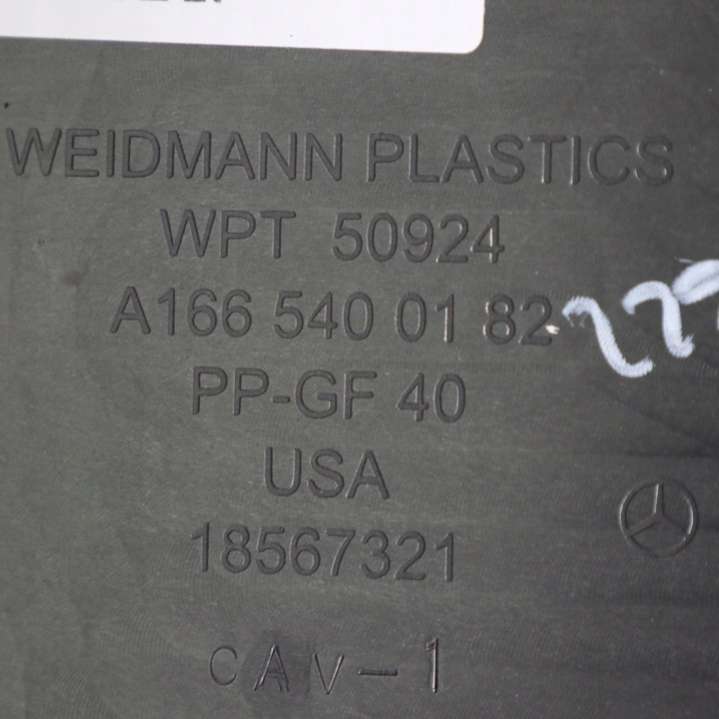 WEIDMANN PLASTICS
WPT 50924
A166 540 01 82
PP-GF 40
USA
18567321
CAV-1